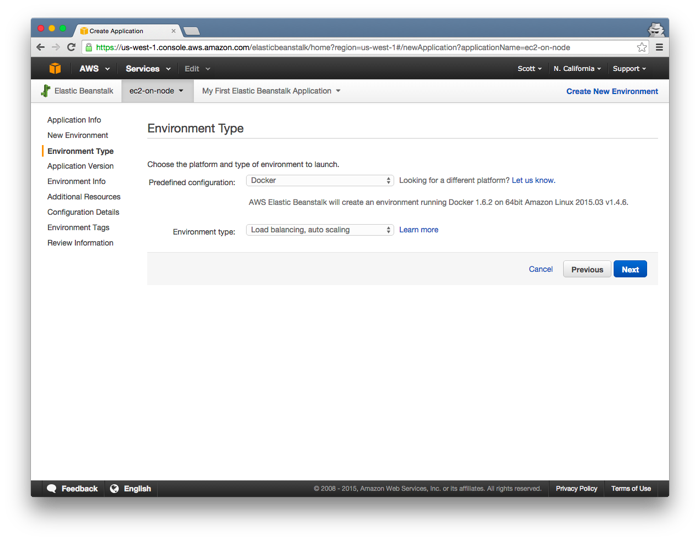 Create Application
https://us-west-1.console.aws.amazon.com/elasticbeanstalk/home?region=us-west-1#/newApplication?applicationName=ec2-on-node
AWS Services Edit Scott N. California Support
Elastic Beanstalk ec2-on-node My First Elastic Beanstalk Application Create New Environment
Application Info
New Environment
Environment Type
Application Version
Environment Info
Additional Resources
Configuration Details
Environment Tags
Review Information
Environment Type
Choose the platform and type of environment to launch.
Predefined configuration: Docker Looking for a different platform? Let us know.
AWS Elastic Beanstalk will create an environment running Docker 1.6.2 on 64bit Amazon Linux 2015.03 v1.4.6.
Environment type: Load balancing, auto scaling Learn more
Cancel Previous Next
Feedback English © 2008 - 2015, Amazon Web Services, Inc. or its affiliates. All rights reserved. Privacy Policy Terms of Use